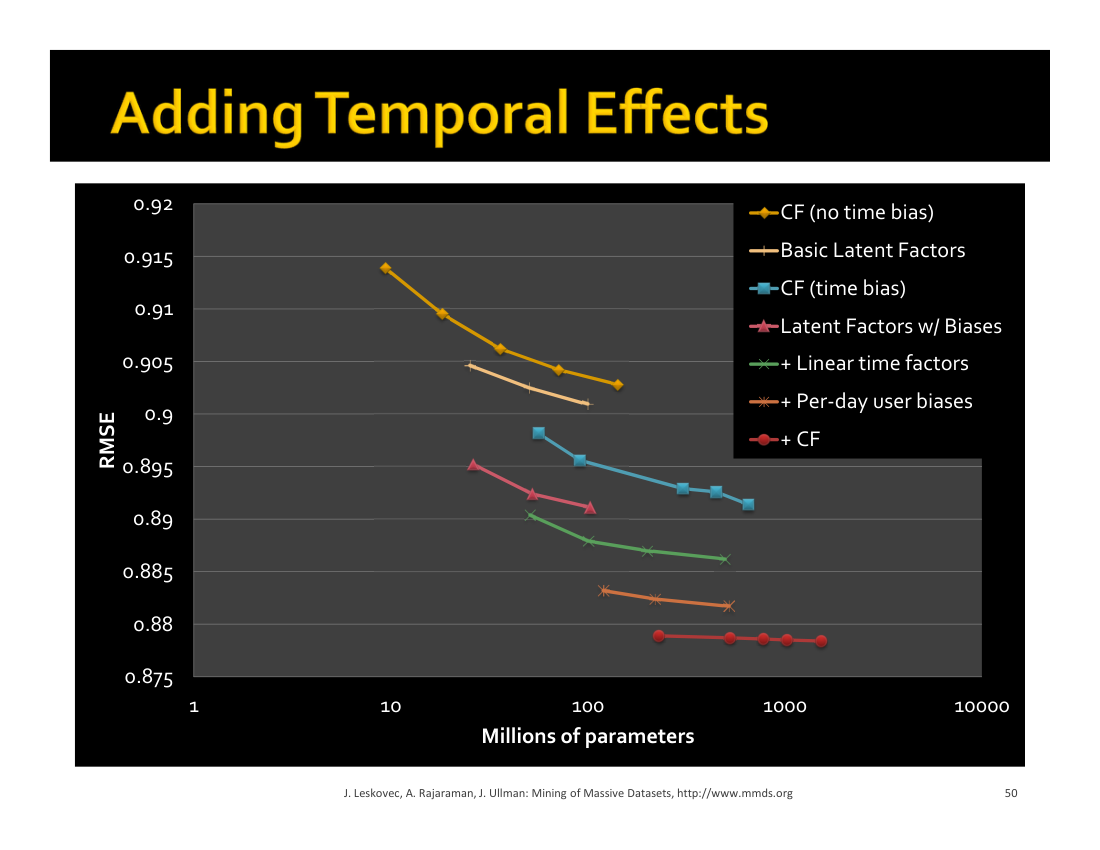 Adding Temporal Effects
0.92
0.915
0.91
0.905
0.9
0.895
0.89
0.885
0.88
0.875
RMSE
1 10 100 1000 10000
Millions of parameters
CF (no time bias)
Basic Latent Factors
CF (time bias)
Latent Factors w/ Biases
+ Linear time factors
+ Per-day user biases
+ CF
J. Leskovec, A. Rajaraman, J. Ullman: Mining of Massive Datasets, http://www.mmds.org 50